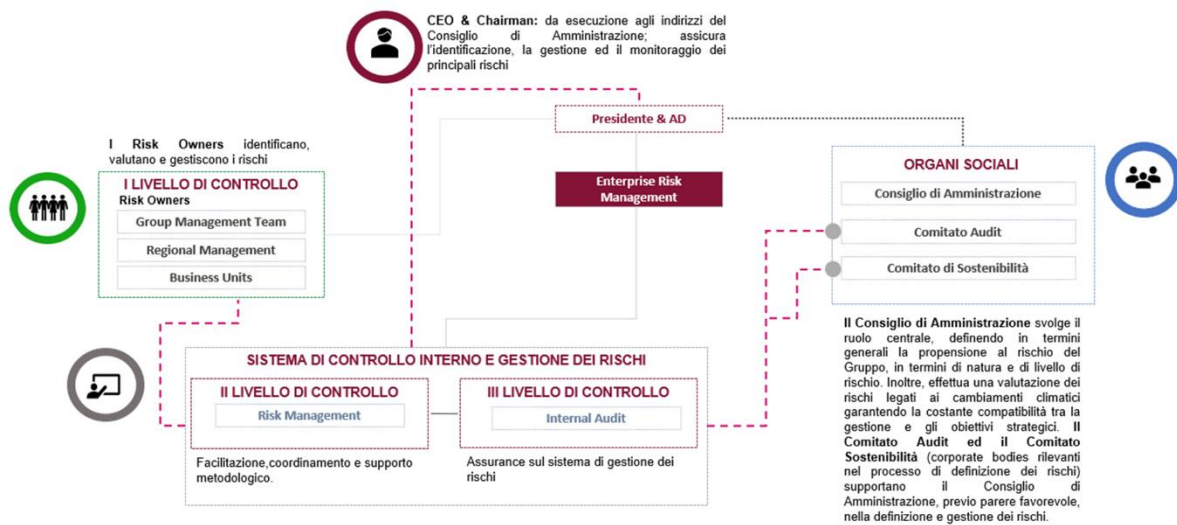 CEO & Chairman: da esecuzione agli indirizzi del
Consiglio di Amministrazione; assicura
l'identificazione, la gestione ed il monitoraggio dei
principali rischi
Presidente & AD
I Risk Owners identificano,
valutano e gestiscono i rischi
I LIVELLO DI CONTROLLO
Risk Owners
Group Management Team
Regional Management
Business Units
Enterprise Risk
Management
ORGANI SOCIALI
Consiglio di Amministrazione
Comitato Audit
Comitato di Sostenibilità
SISTEMA DI CONTROLLO INTERNO E GESTIONE DEI RISCHI
II LIVELLO DI CONTROLLO
Risk Management
Facilitazione,coordinamento e supporto
metodologico.
III LIVELLO DI CONTROLLO
Internal Audit
Assurance sul sistema di gestione dei
rischi
Il Consiglio di Amministrazione svolge il
ruolo centrale, definendo in termini
generali la propensione al rischio del
Gruppo, in termini di natura e di livello di
rischio. Inoltre, effettua una valutazione dei
rischi legati ai cambiamenti climatici
garantendo la costante compatibilità tra la
gestione e gli obiettivi strategici. Il
Comitato Audit ed il Comitato
Sostenibilità (corporate bodies rilevanti
nel processo di definizione dei rischi)
supportano il Consiglio di
Amministrazione, previo parere favorevole,
nella definizione e gestione dei rischi.